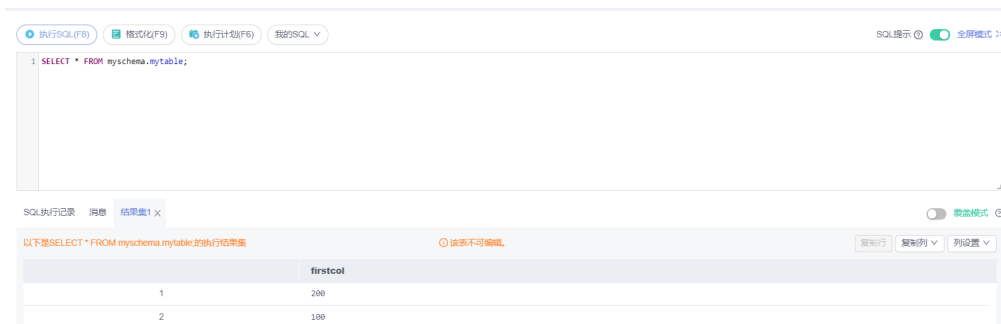 执行SQL(F8) 格式化(F9) 执行计划(F6) 我的SQL SQL提示 全屏模式
1 SELECT * FROM myschema.mytable;
SQL执行记录 消息 结果集1 × 覆盖模式
以下是SELECT * FROM myschema.mytable;的执行结果集 该表不可编辑。 复制行 复制列 列设置
firstcol
1 200
2 100